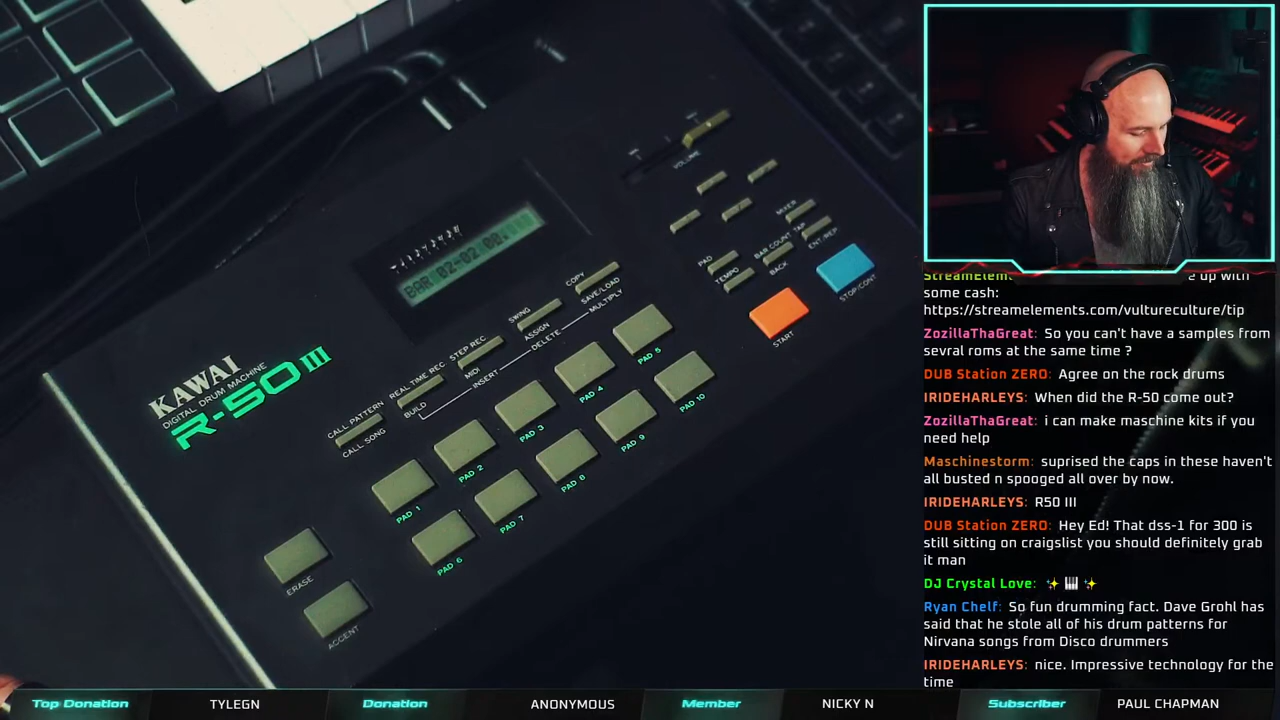 KAWAI
DIGITAL DRUM MACHINE
R-50III
BAR 02-02.00.
VOLUME
MIXER
PAD
BAR COUNT
TAP
TEMPO
BACK
ENT/REP
START
STOP/CONT
COPY
SAVE/LOAD
MULTIPLY
SWING
ASSIGN
DELETE
STEP REC
MIDI
INSERT
REAL TIME REC
BUILD
CALL PATTERN
CALL SONG
PAD 1
PAD 2
PAD 3
PAD 4
PAD 5
PAD 6
PAD 7
PAD 8
PAD 9
PAD 10
ERASE
ACCENT
e up with
some cash:
https://streamelements.com/vultureculture/tip
ZozillaThaGreat: So you can't have a samples from
sevral roms at the same time ?
DUB Station ZERO: Agree on the rock drums
IRIDEHARLEYS: When did the R-50 come out?
ZozillaThaGreat: i can make maschine kits if you
need help
Maschinestorm: suprised the caps in these haven't
all busted n spooged all over by now.
IRIDEHARLEYS: R50 III
DUB Station ZERO: Hey Ed! That dss-1 for 300 is
still sitting on craigslist you should definitely grab
it man
DJ Crystal Love: ✨ 🎹 ✨
Ryan Chelf: So fun drumming fact. Dave Grohl has
said that he stole all of his drum patterns for
Nirvana songs from Disco drummers
IRIDEHARLEYS: nice. Impressive technology for the
time
Top Donation
TYLEGN
Donation
ANONYMOUS
Member
NICKY N
Subscriber
PAUL CHAPMAN